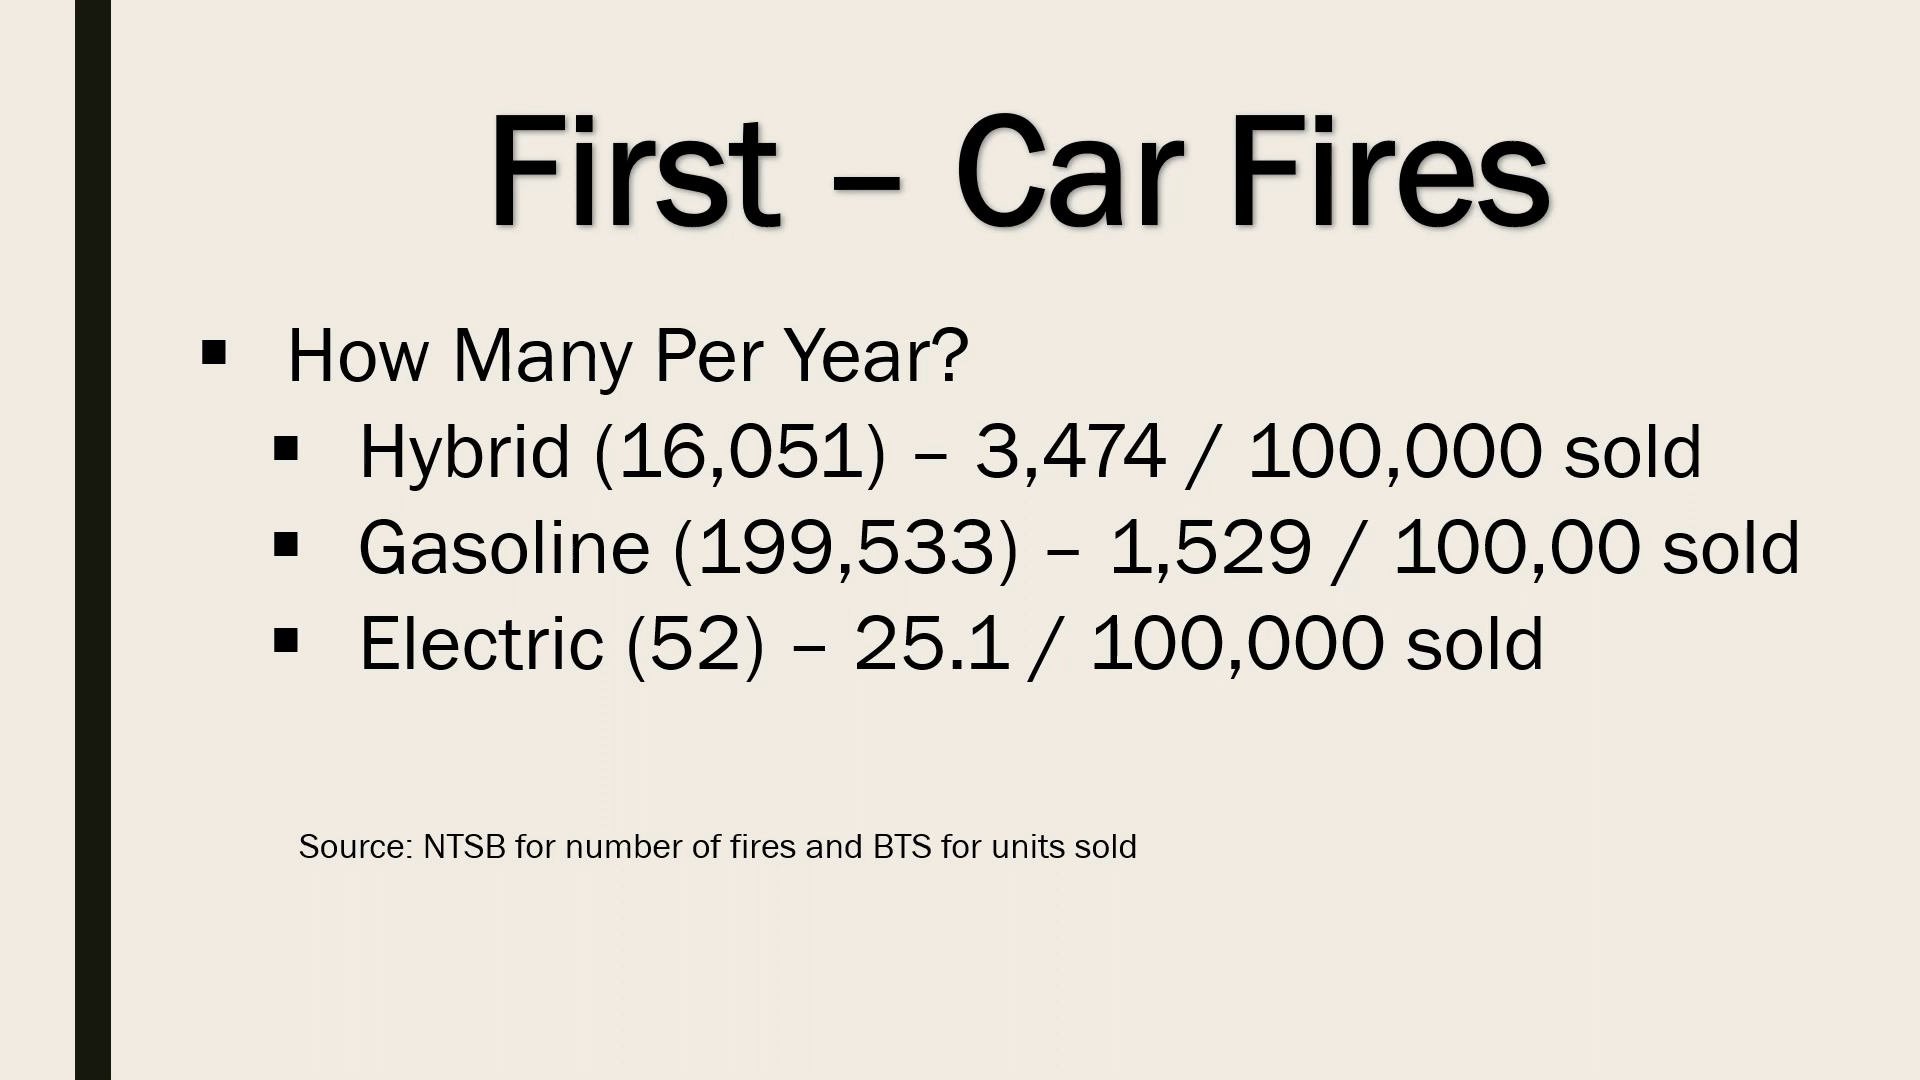 First – Car Fires
▪ How Many Per Year?
▪ Hybrid (16,051) – 3,474 / 100,000 sold
▪ Gasoline (199,533) – 1,529 / 100,00 sold
▪ Electric (52) – 25.1 / 100,000 sold
Source: NTSB for number of fires and BTS for units sold